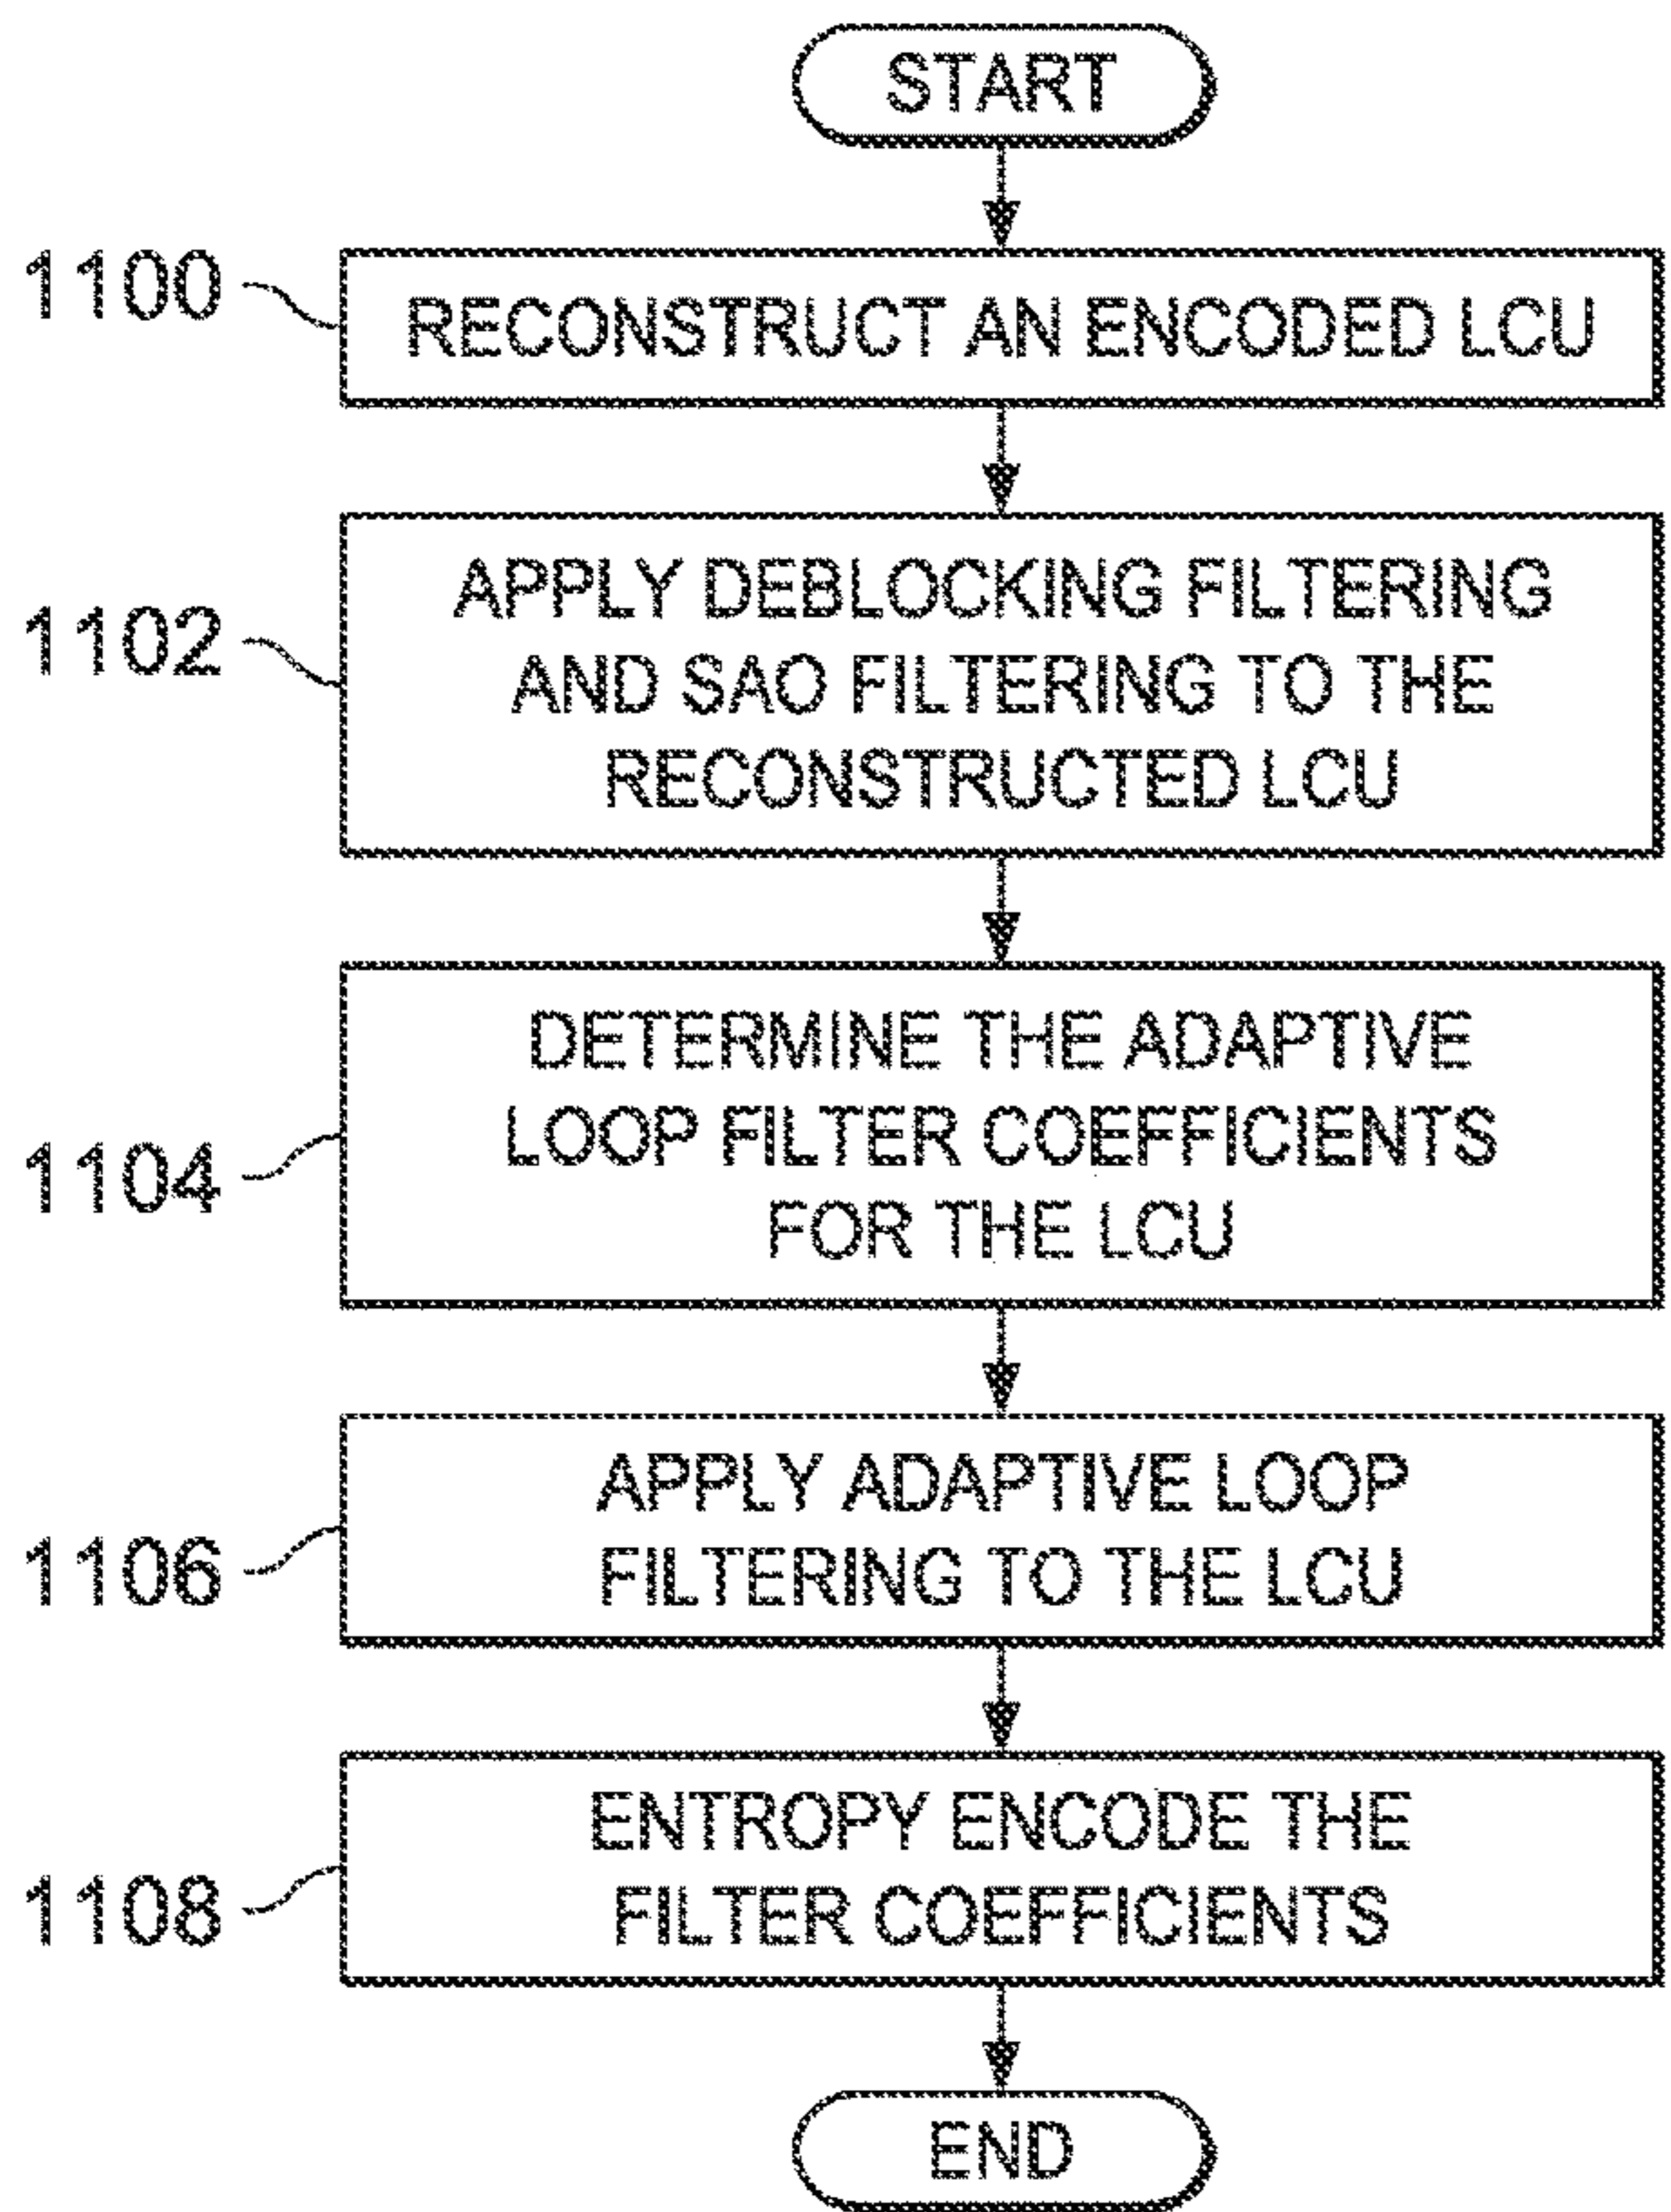 START
1100
RECONSTRUCT AN ENCODED LCU
1102
APPLY DEBLOCKING FILTERING
AND SAO FILTERING TO THE
RECONSTRUCTED LCU
1104
DETERMINE THE ADAPTIVE
LOOP FILTER COEFFICIENTS
FOR THE LCU
1106
APPLY ADAPTIVE LOOP
FILTERING TO THE LCU
1108
ENTROPY ENCODE THE
FILTER COEFFICIENTS
END